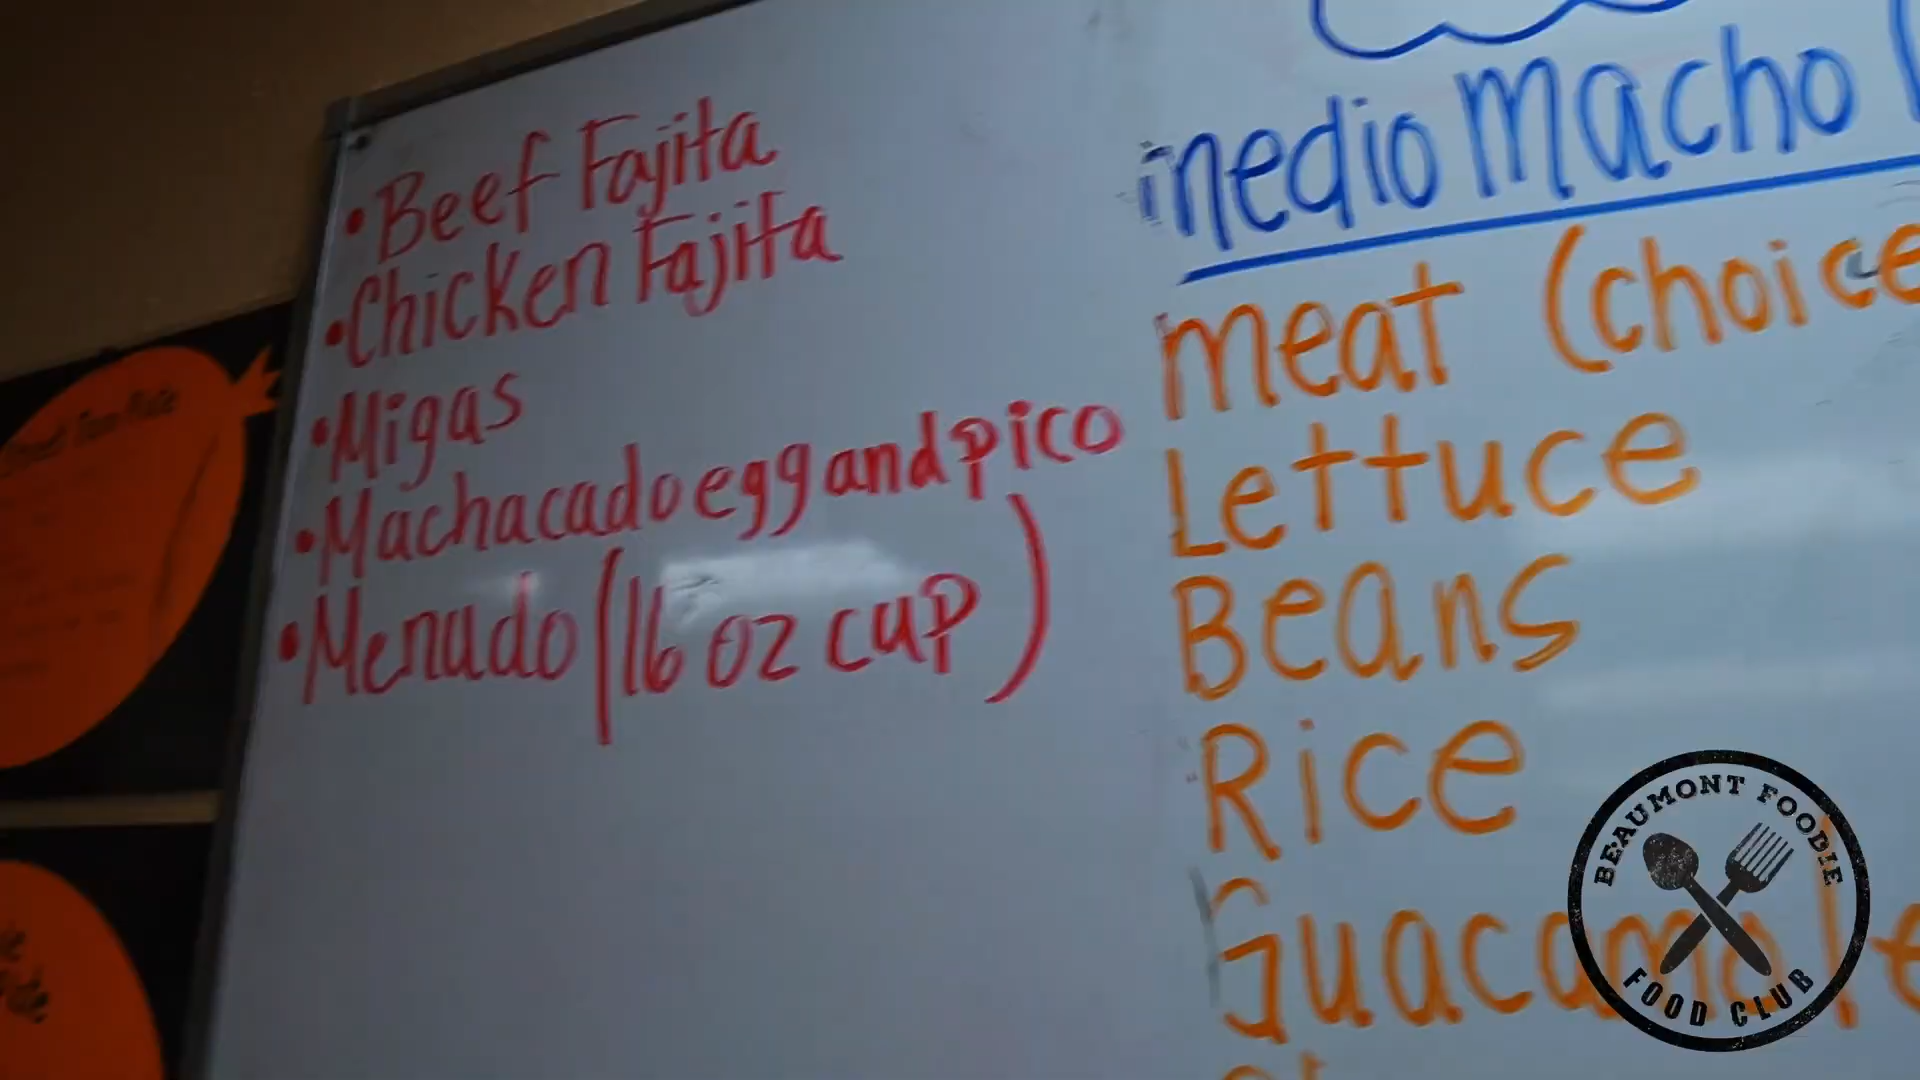 •Beef Fajita
•Chicken Fajita
•Migas
•Machacado egg and pico
•Menudo (16 oz cup)
medio macho (
meat (choice
Lettuce
Beans
Rice
Guacamole
BEAUMONT FOODIE
FOOD CLUB